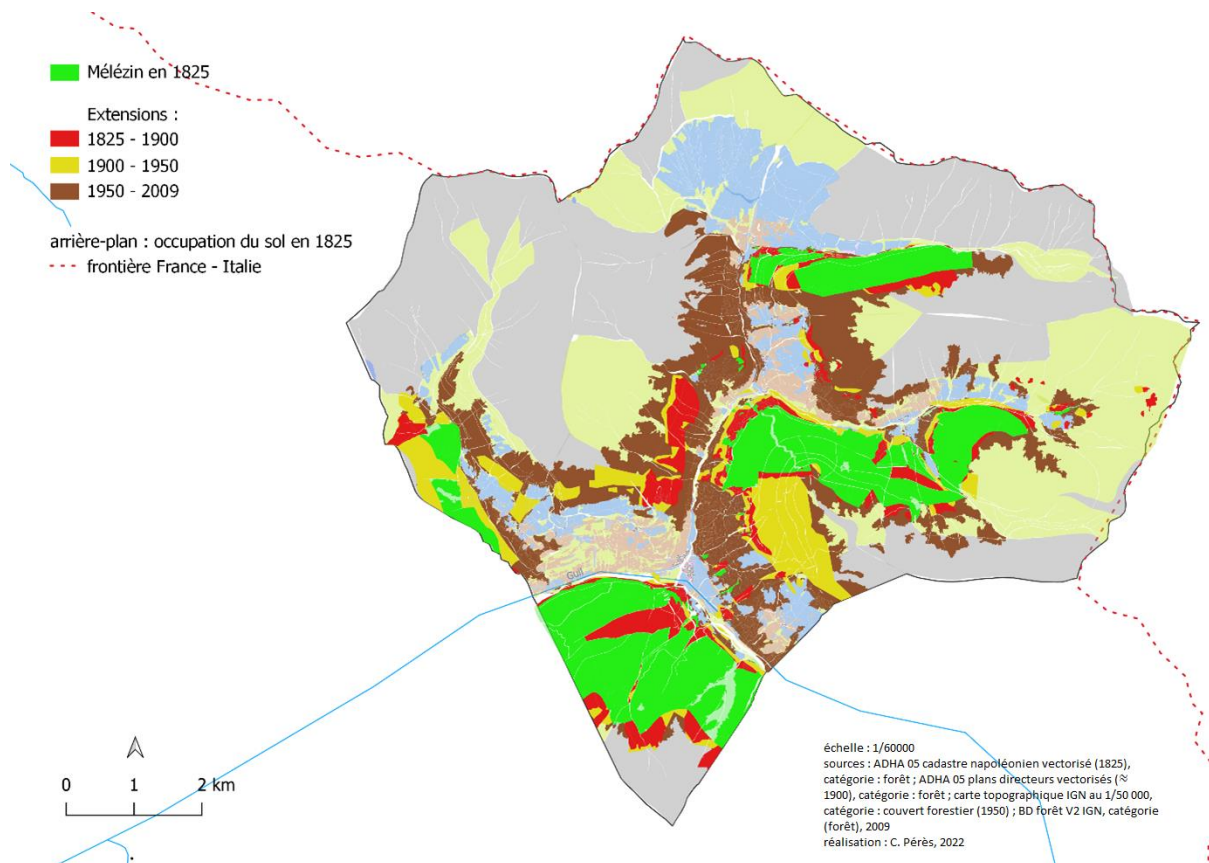 Mélézin en 1825
Extensions :
1825 - 1900
1900 - 1950
1950 - 2009
arrière-plan : occupation du sol en 1825
frontière France - Italie
Guil
0 1 2 km
échelle : 1/60000
sources : ADHA 05 cadastre napoléonien vectorisé (1825),
catégorie : forêt ; ADHA 05 plans directeurs vectorisés (≈
1900), catégorie : forêt ; carte topographique IGN au 1/50 000,
catégorie : couvert forestier (1950) ; BD forêt V2 IGN, catégorie
(forêt), 2009
réalisation : C. Pérès, 2022